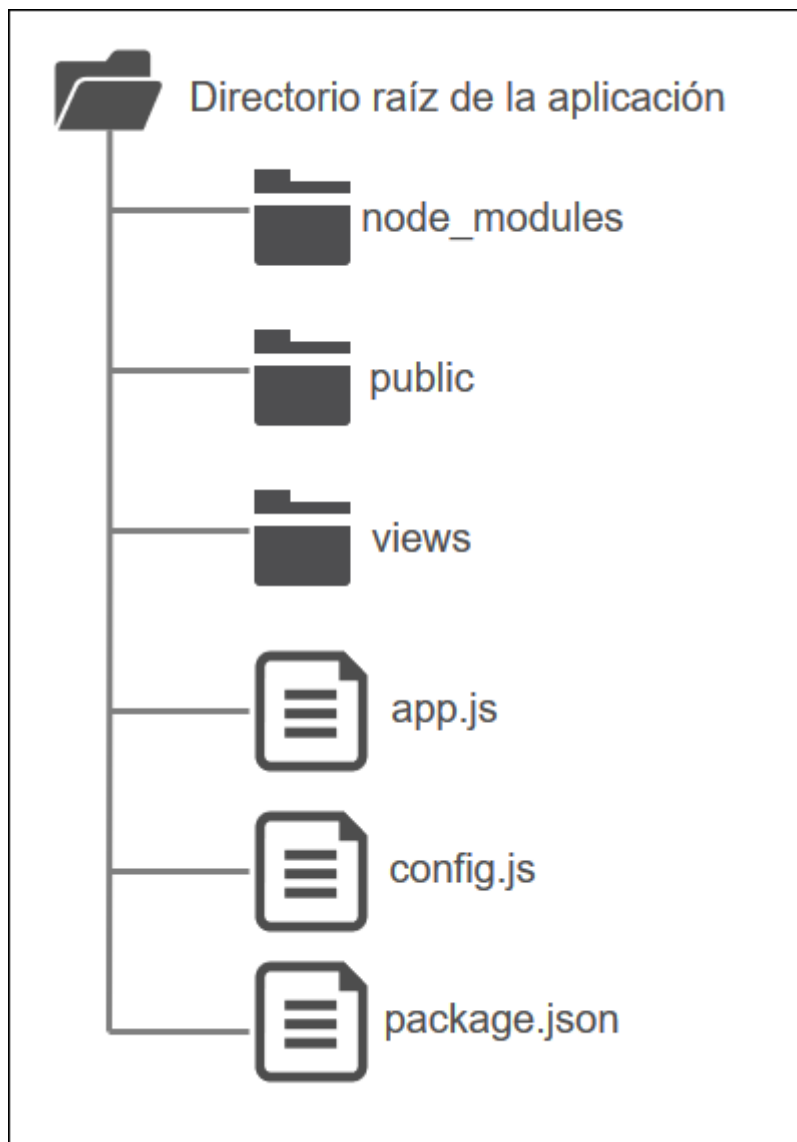 Directorio raíz de la aplicación
node_modules
public
views
app.js
config.js
package.json